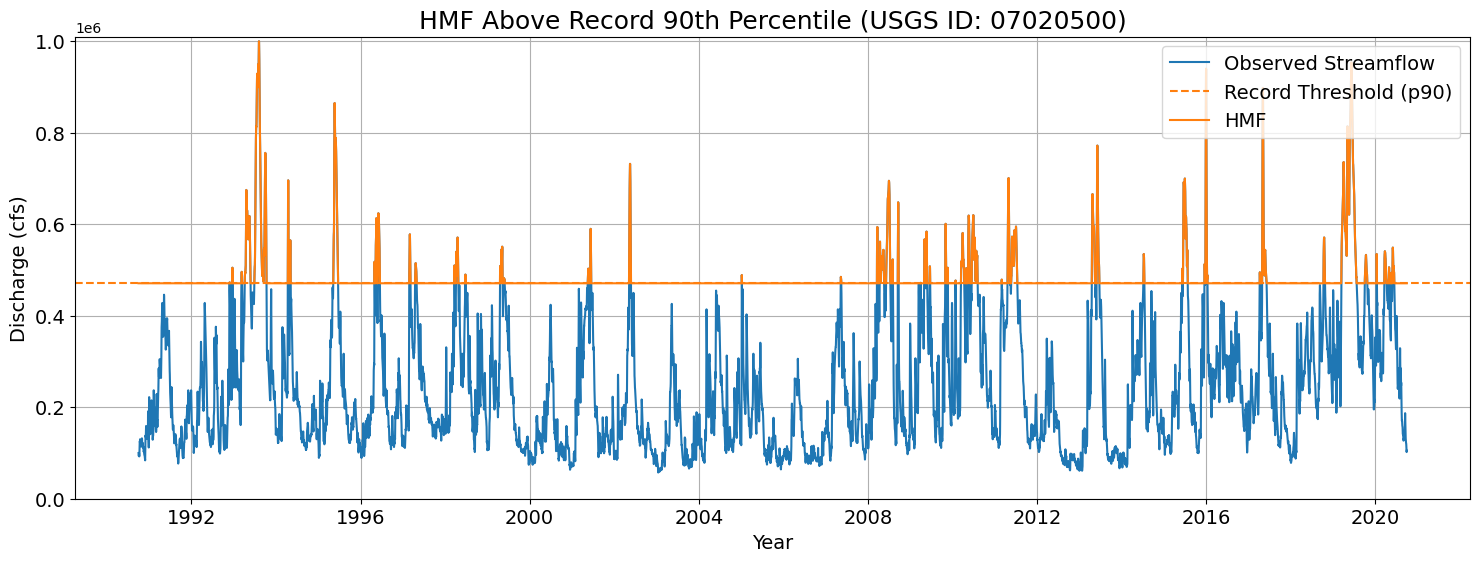 HMF Above Record 90th Percentile (USGS ID: 07020500)
1e6
1.0
0.8
0.6
0.4
0.2
0.0
Discharge (cfs)
Observed Streamflow
Record Threshold (p90)
HMF
1992 1996 2000 2004 2008 2012 2016 2020
Year